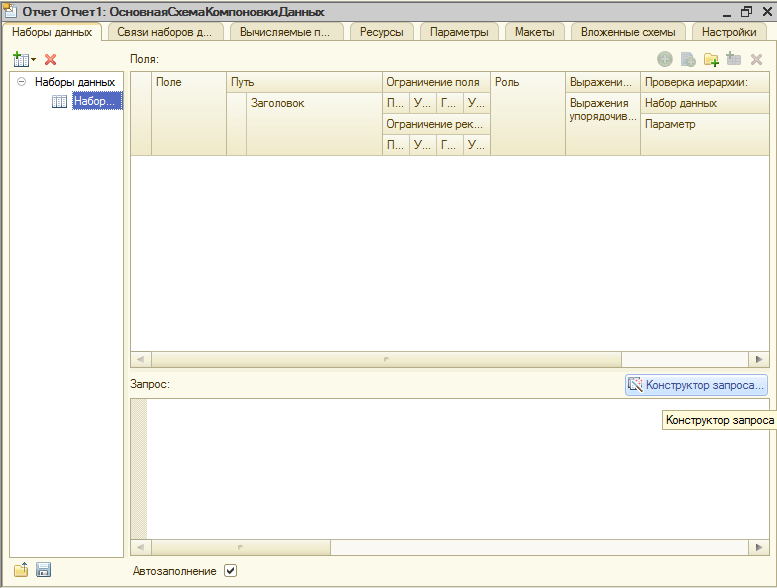 Отчет Отчет1: ОсновнаяСхемаКомпоновкиДанных
Наборы данных Связи наборов д... Вычисляемые п... Ресурсы Параметры Макеты Вложенные схемы Настройки
Поля:
Наборы данных
Набор...
Поле Путь Ограничение поля Роль Выражени... Проверка иерархии:
Заголовок П... У... Г... У... Выражения упорядочив... Набор данных
Ограничение рек... Параметр
П... У... Г... У...
Запрос: Конструктор запроса...
Конструктор запроса
Автозаполнение